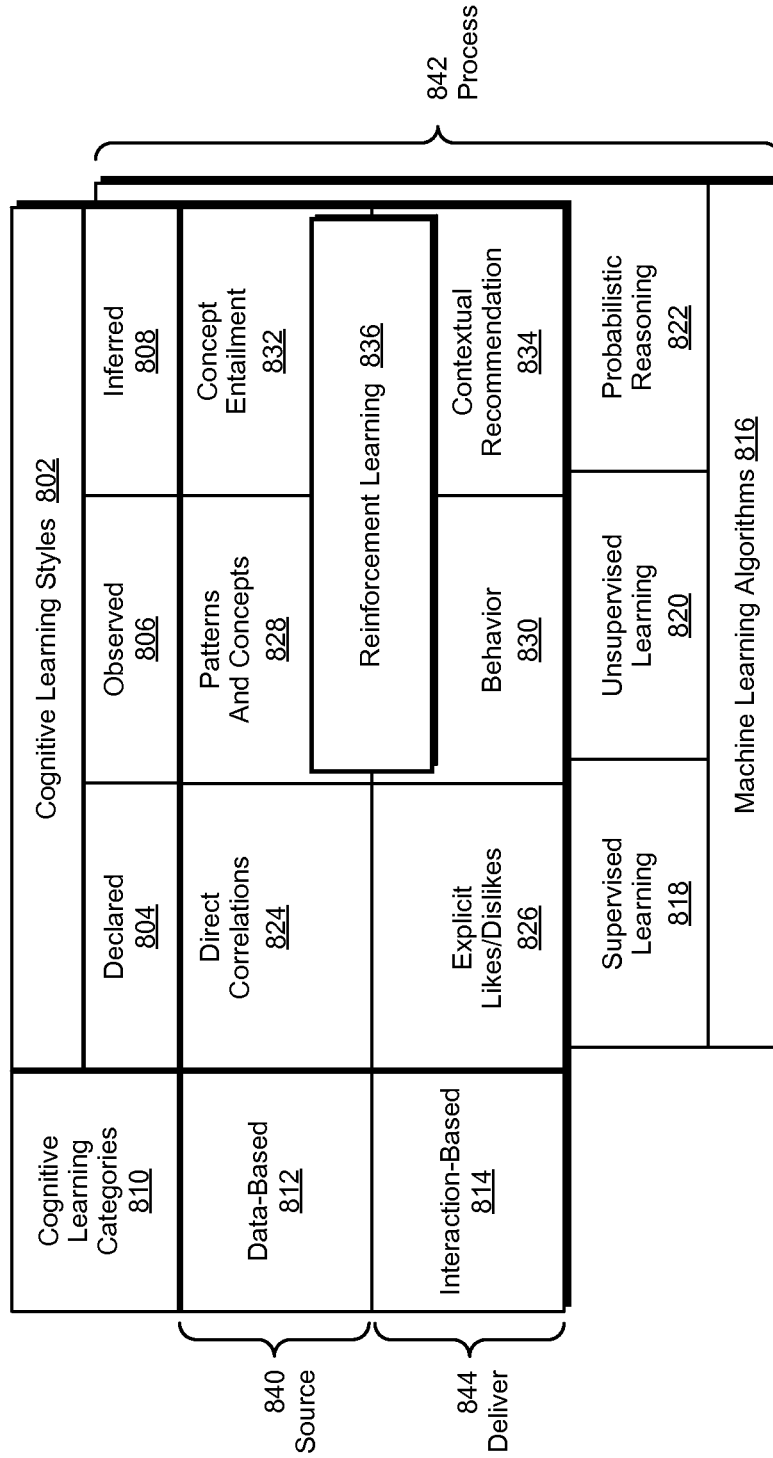 Cognitive
Learning
Categories
810
Cognitive Learning Styles 802
Declared
804
Observed
806
Inferred
808
840
Source
Data-Based
812
Direct
Correlations
824
Patterns
And Concepts
828
Concept
Entailment
832
Reinforcement Learning 836
844
Deliver
Interaction-Based
814
Explicit
Likes/Dislikes
826
Behavior
830
Contextual
Recommendation
834
Supervised
Learning
818
Unsupervised
Learning
820
Probabilistic
Reasoning
822
Machine Learning Algorithms 816
842
Process